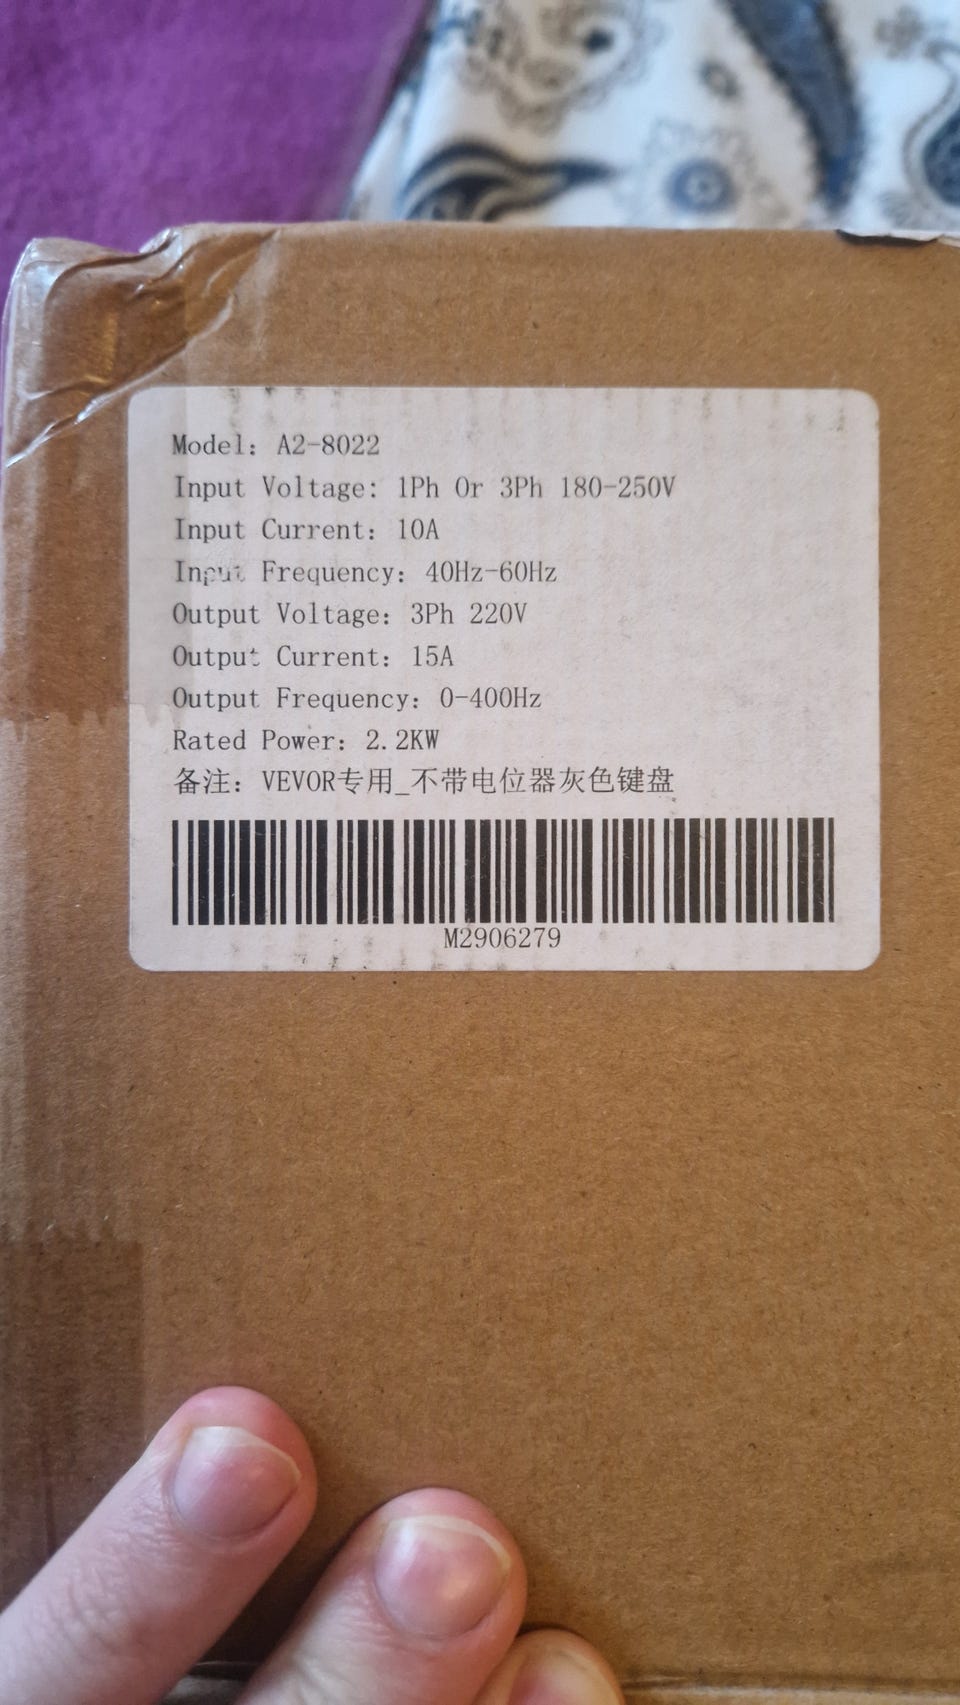 Model: A2-8022
Input Voltage: 1Ph Or 3Ph 180-250V
Input Current: 10A
Input Frequency: 40Hz-60Hz
Output Voltage: 3Ph 220V
Output Current: 15A
Output Frequency: 0-400Hz
Rated Power: 2.2KW
备注: VEVOR专用_不带电位器灰色键盘
M2906279